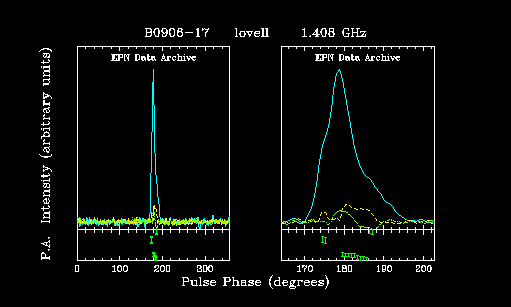 B0906-17 lovell 1.408 GHz
EPN Data Archive EPN Data Archive
P.A. Intensity (arbitrary units)
0 100 200 300 170 180 190 200
Pulse Phase (degrees)